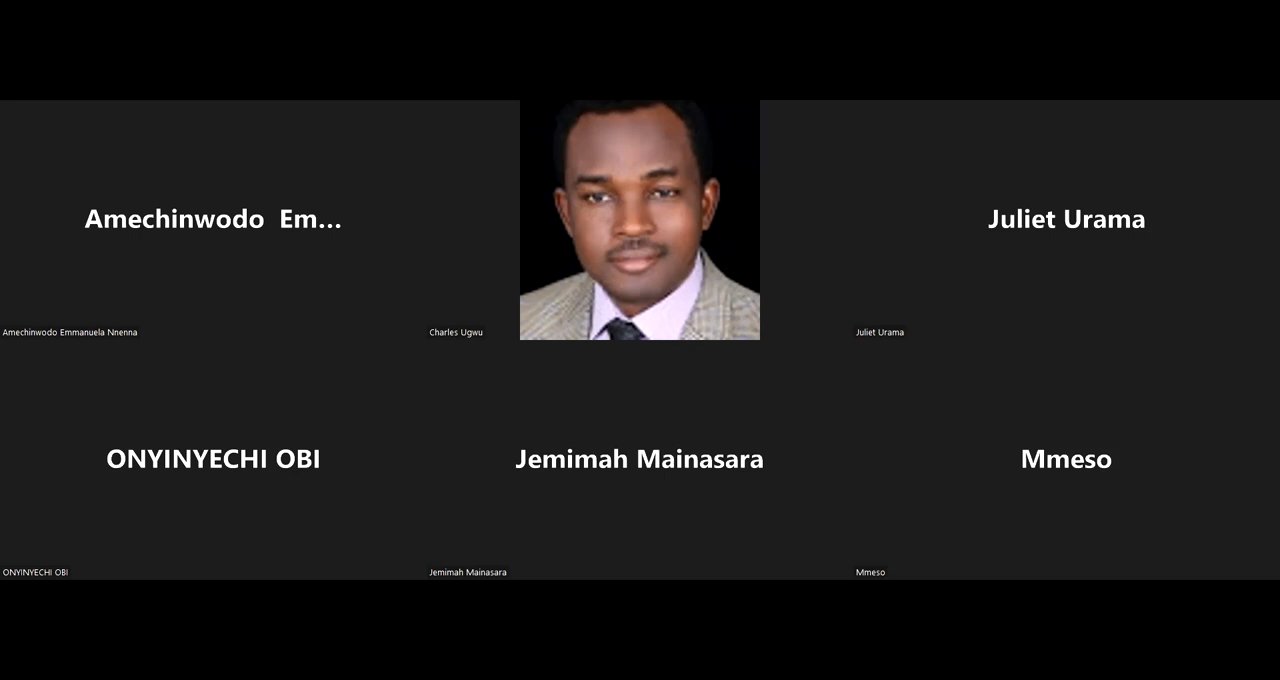 Amechinwodo  Em...
Juliet Urama
Amechinwodo Emmanuela Nnenna
Charles Ugwu
Juliet Urama
ONYINYECHI OBI
Jemimah Mainasara
Mmeso
ONYINYECHI OBI
Jemimah Mainasara
Mmeso